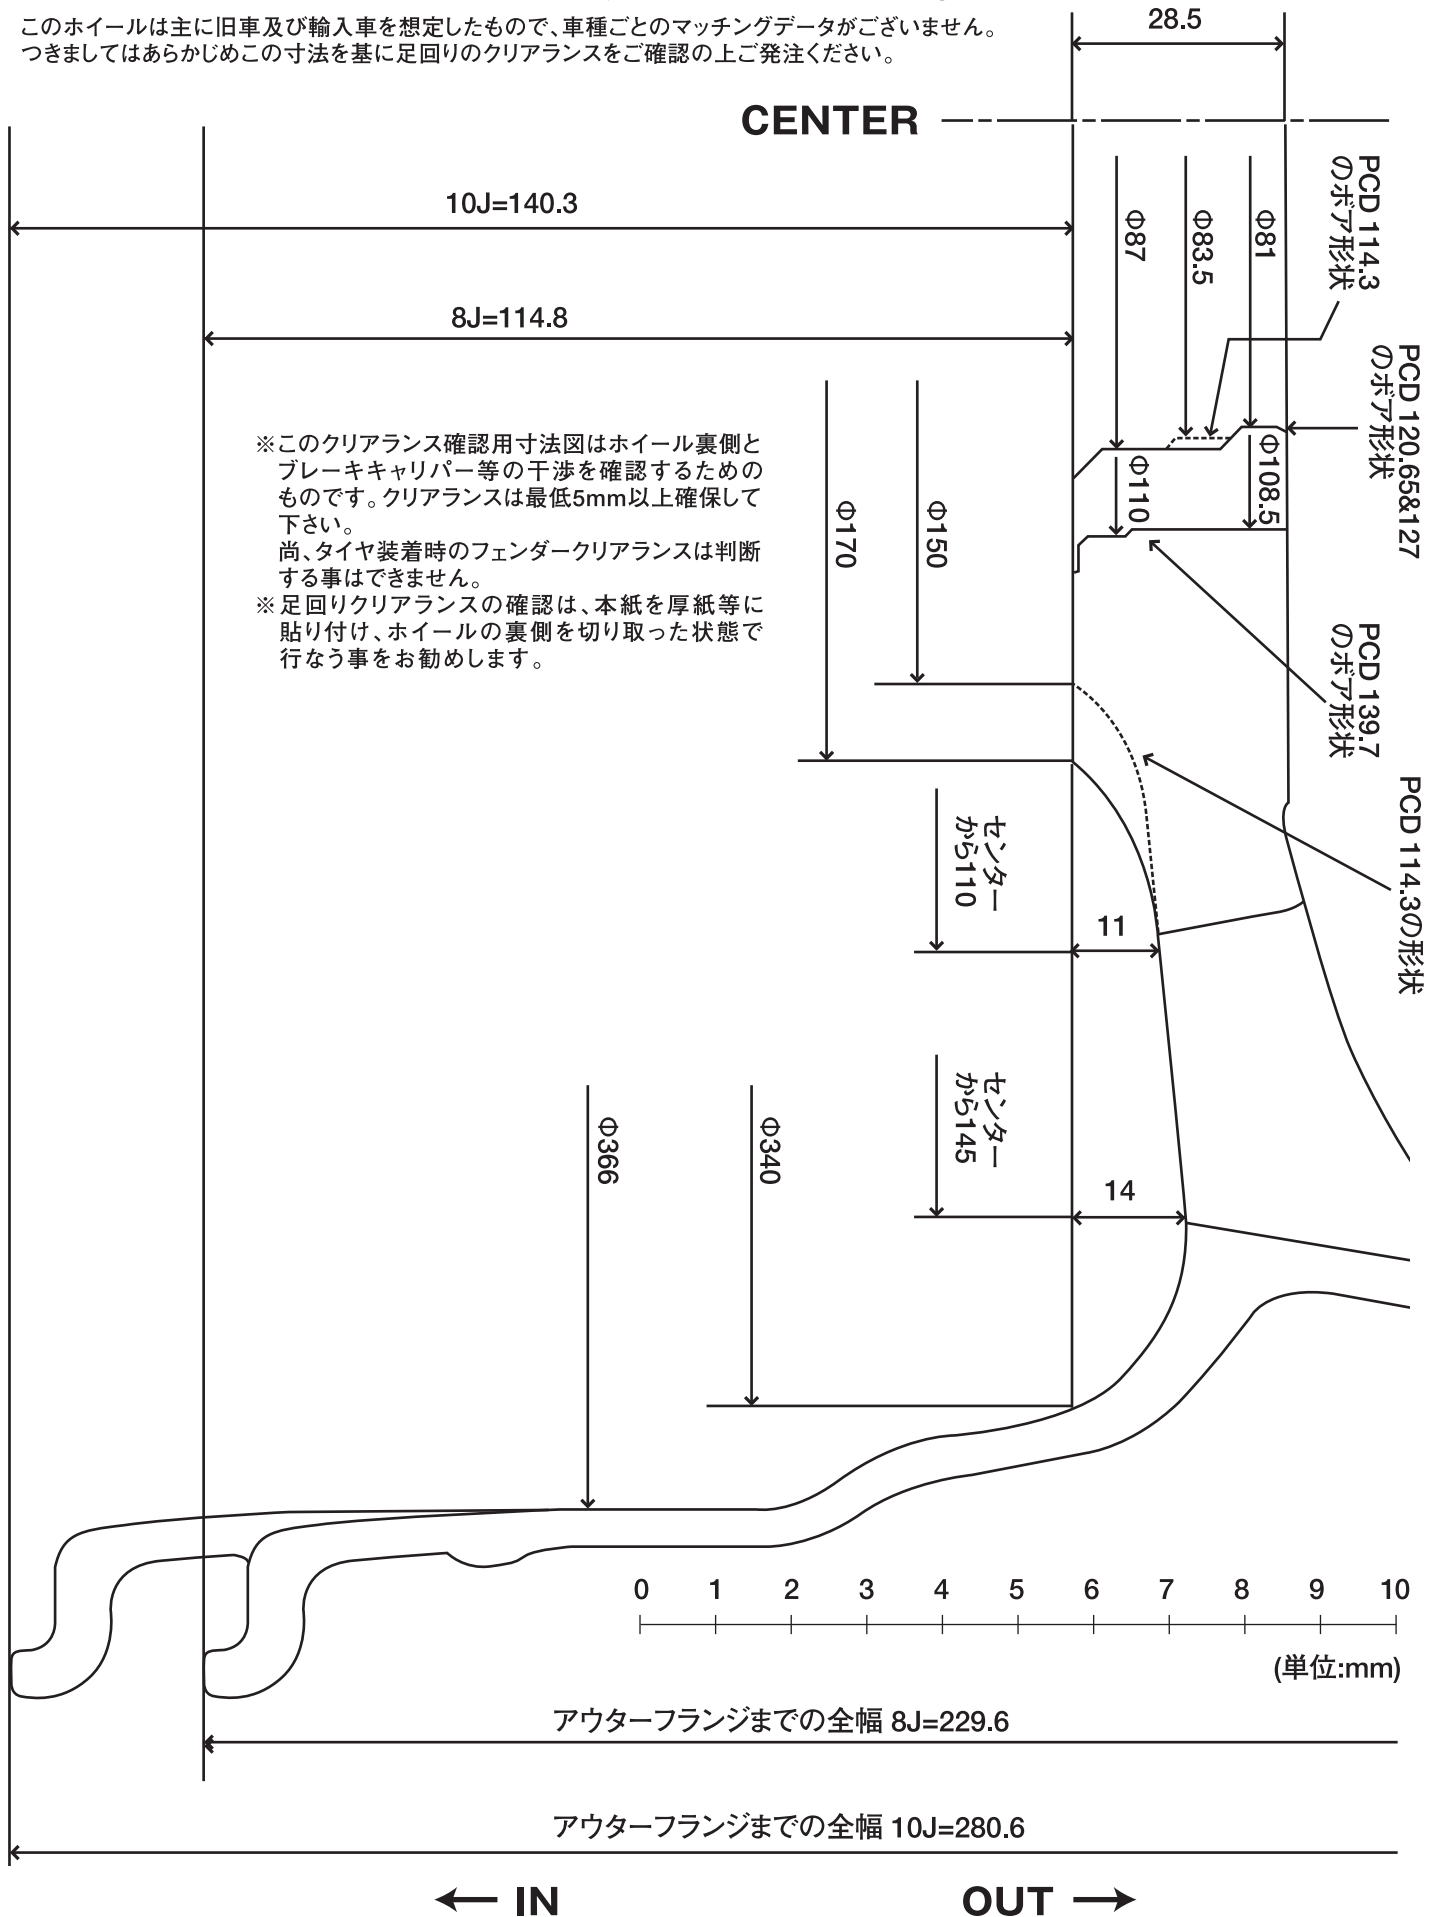 このホイールは主に旧車及び輸入車を想定したもので、車種ごとのマッチングデータがございません。
つきましてはあらかじめこの寸法を基に足回りのクリアランスをご確認の上ご発注ください。
28.5
CENTER
10J=140.3
8J=114.8
Φ87
Φ83.5
Φ81
PCD 114.3
のボア形状
PCD 120.65&127
のボア形状
Φ110
Φ108.5
※このクリアランス確認用寸法図はホイール裏側と
ブレーキキャリパー等の干渉を確認するための
ものです。クリアランスは最低5mm以上確保して
下さい。
尚、タイヤ装着時のフェンダークリアランスは判断
する事はできません。
※足回りクリアランスの確認は、本紙を厚紙等に
貼り付け、ホイールの裏側を切り取った状態で
行なう事をお勧めします。
Φ170
Φ150
PCD 139.7
のボア形状
PCD 114.3の形状
センター
から110
11
センター
から145
14
Φ366
Φ340
0 1 2 3 4 5 6 7 8 9 10
(単位:mm)
アウターフランジまでの全幅 8J=229.6
アウターフランジまでの全幅 10J=280.6
IN
OUT